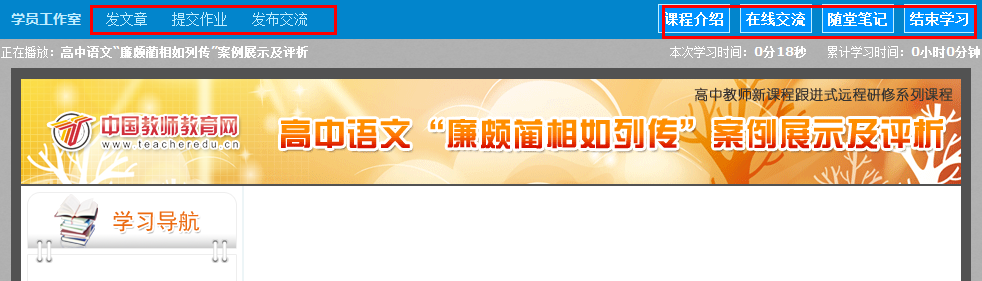 学员工作室 发文章 提交作业 发布交流 课程介绍 在线交流 随堂笔记 结束学习
正在播放：高中语文“廉颇蔺相如列传”案例展示及评析 本次学习时间：0分18秒 累计学习时间：0小时0分钟
高中教师新课程跟进式远程研修系列课程
中国教师教育网
www.teacheredu.cn
高中语文“廉颇蔺相如列传”案例展示及评析
学习导航